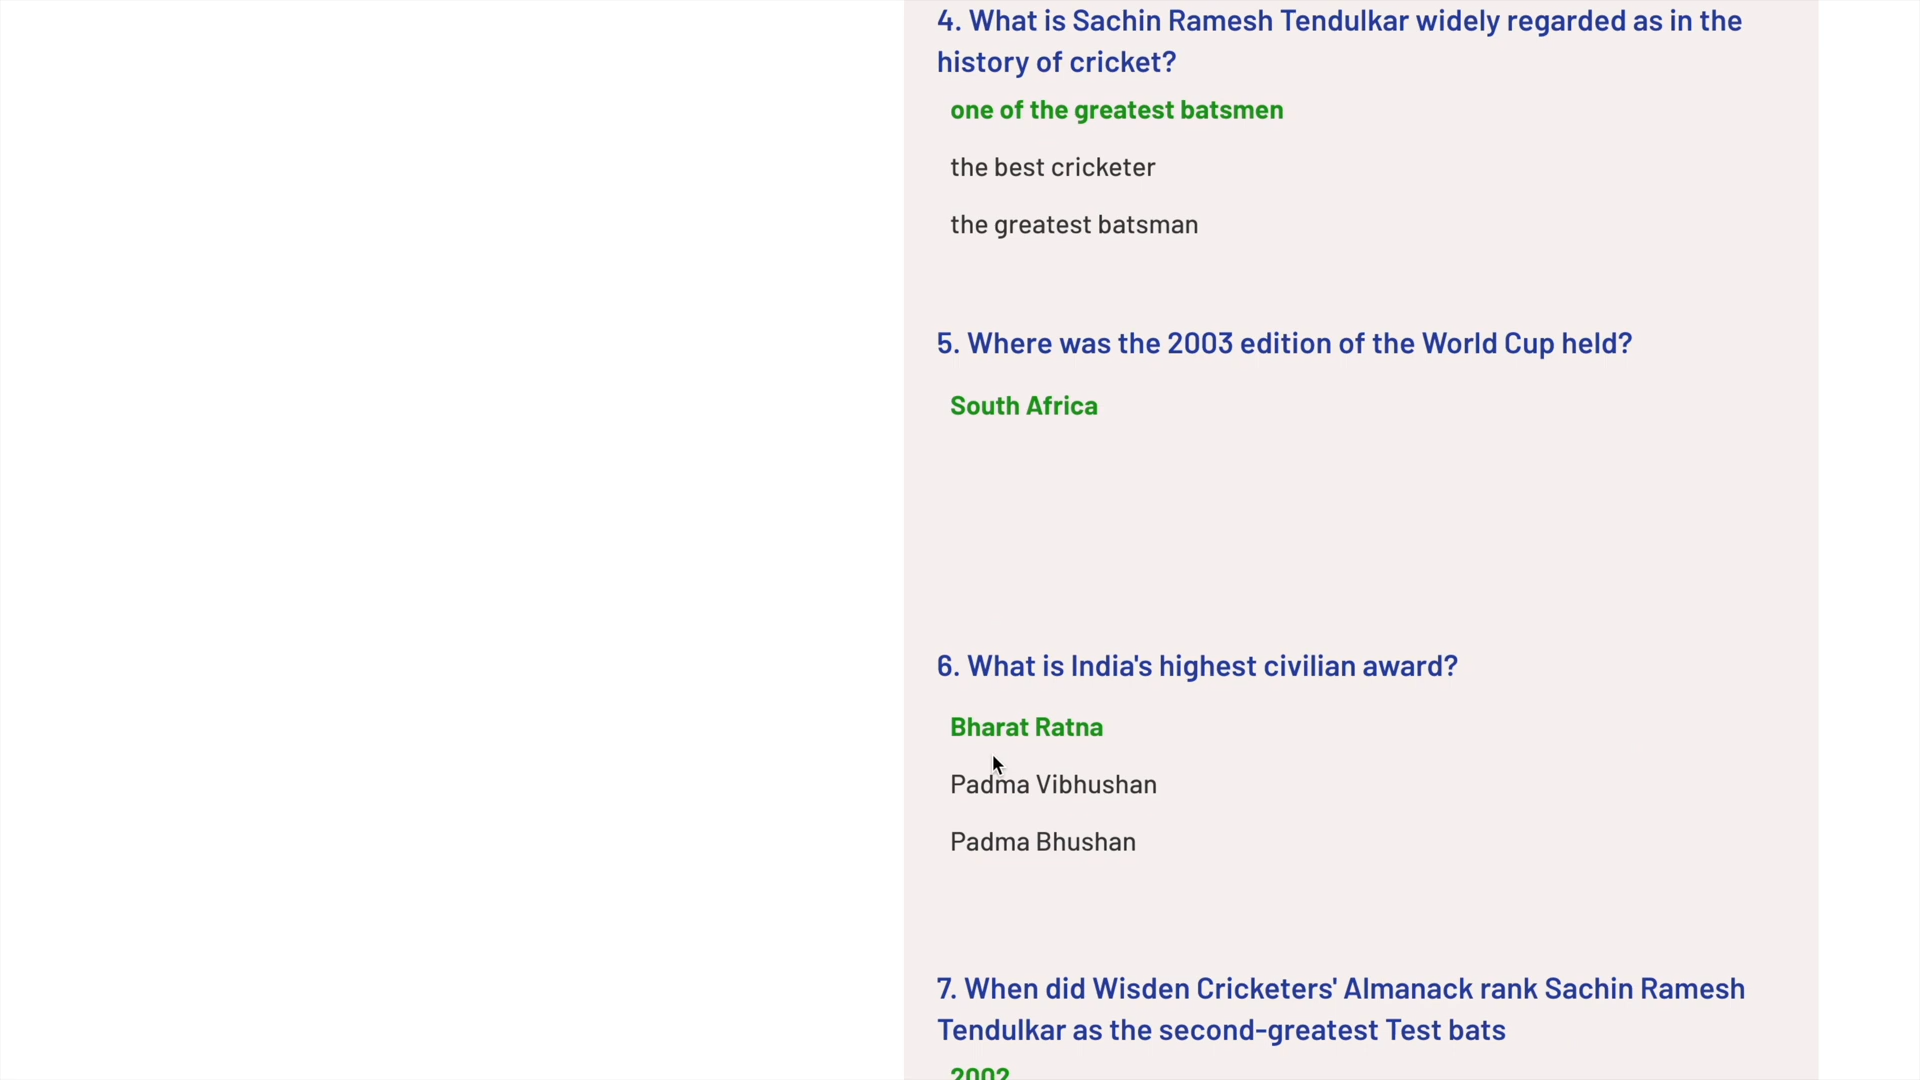 4. What is Sachin Ramesh Tendulkar widely regarded as in the
history of cricket?
one of the greatest batsmen
the best cricketer
the greatest batsman
5. Where was the 2003 edition of the World Cup held?
South Africa
6. What is India's highest civilian award?
Bharat Ratna
Padma Vibhushan
Padma Bhushan
7. When did Wisden Cricketers' Almanack rank Sachin Ramesh
Tendulkar as the second-greatest Test bats
2002